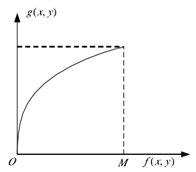 g(x, y)
O
M
f(x, y)